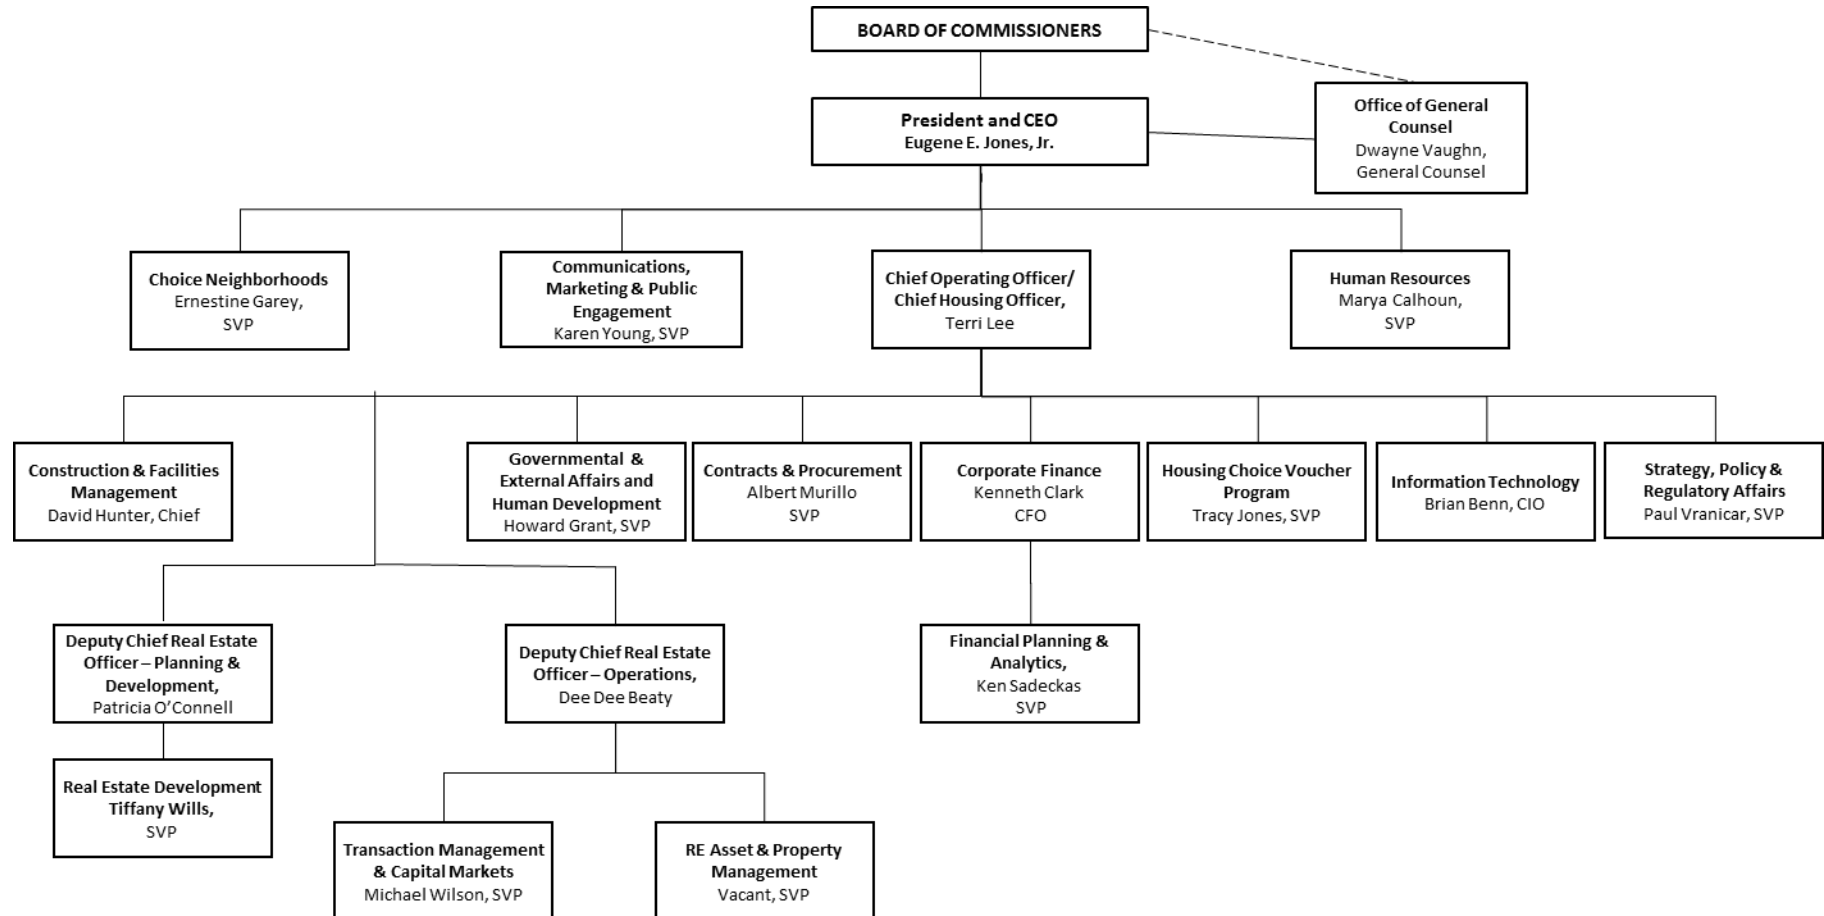 BOARD OF COMMISSIONERS
President and CEO
Eugene E. Jones, Jr.
Office of General
Counsel
Dwayne Vaughn,
General Counsel
Choice Neighborhoods
Ernestine Garey,
SVP
Communications,
Marketing & Public
Engagement
Karen Young, SVP
Chief Operating Officer/
Chief Housing Officer,
Terri Lee
Human Resources
Marya Calhoun,
SVP
Construction & Facilities
Management
David Hunter, Chief
Governmental & 
External Affairs and
Human Development
Howard Grant, SVP
Contracts & Procurement
Albert Murillo
SVP
Corporate Finance
Kenneth Clark
CFO
Housing Choice Voucher
Program
Tracy Jones, SVP
Information Technology
Brian Benn, CIO
Strategy, Policy &
Regulatory Affairs
Paul Vranicar, SVP
Deputy Chief Real Estate
Officer – Planning &
Development,
Patricia O’Connell
Deputy Chief Real Estate
Officer – Operations,
Dee Dee Beaty
Financial Planning &
Analytics,
Ken Sadeckas
SVP
Real Estate Development
Tiffany Wills,
SVP
Transaction Management
& Capital Markets
Michael Wilson, SVP
RE Asset & Property
Management
Vacant, SVP